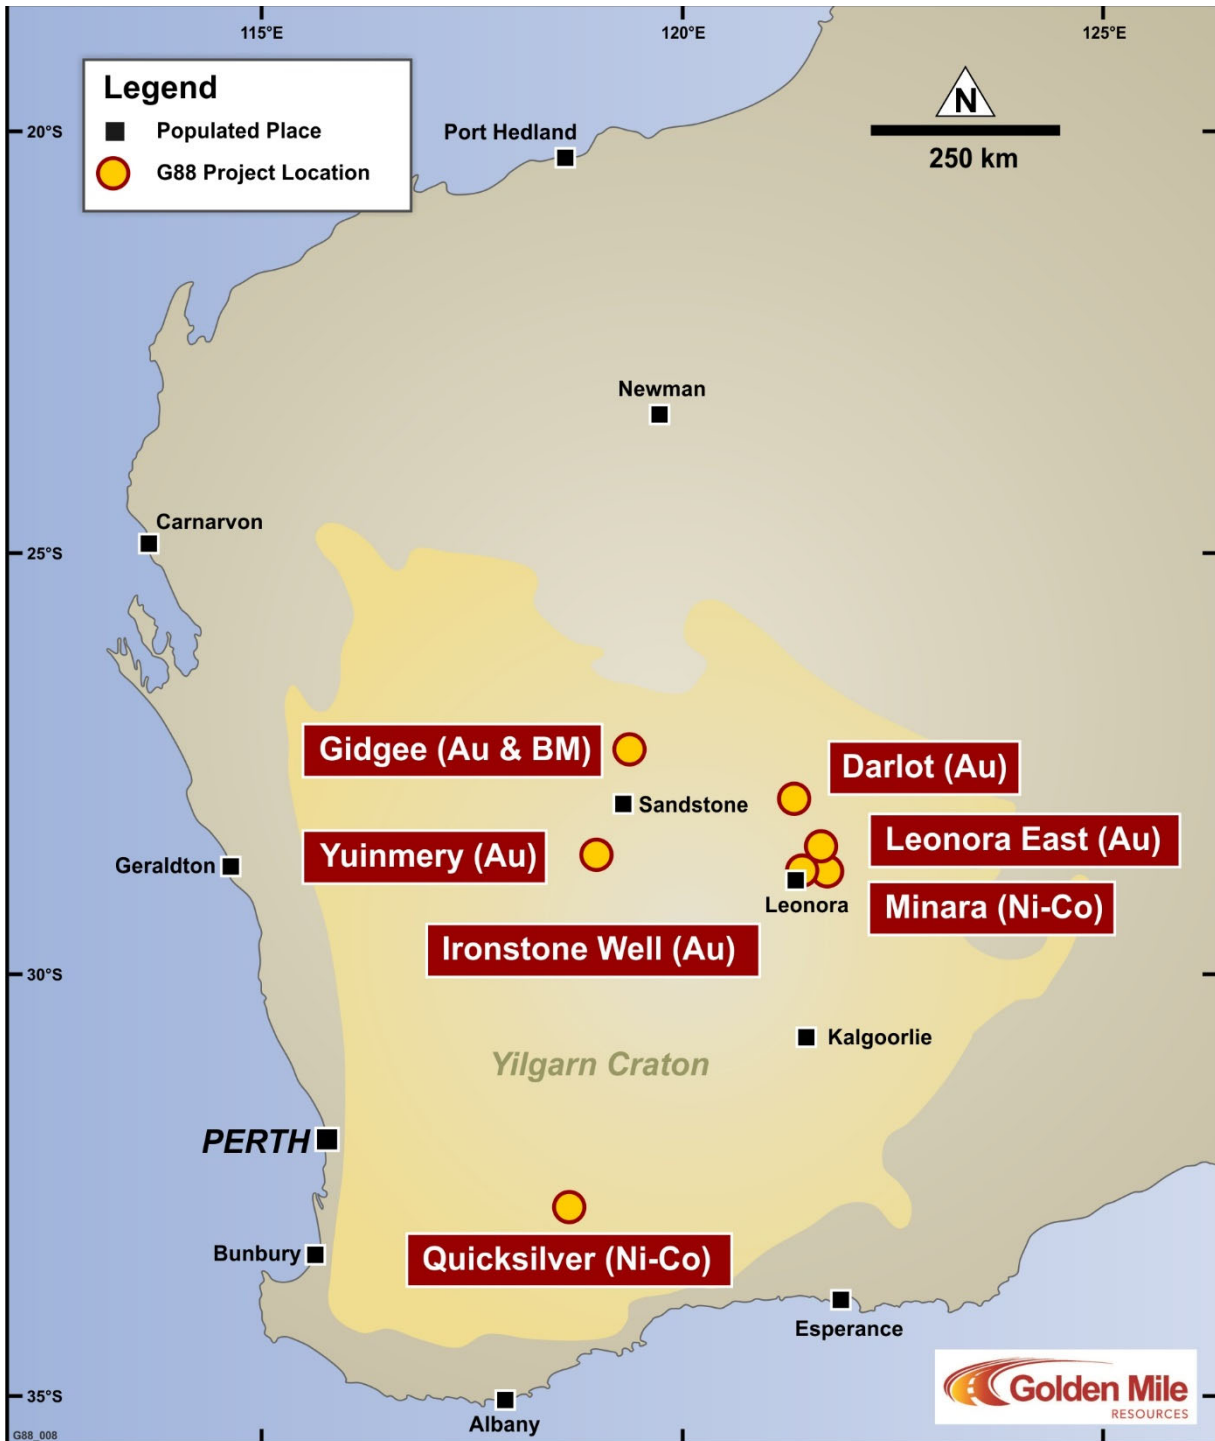 115°E
120°E
125°E
Legend
Populated Place
G88 Project Location
N
250 km
20°S
Port Hedland
Newman
Carnarvon
25°S
Gidgee (Au & BM)
Darlot (Au)
Sandstone
Leonora East (Au)
Yuinmery (Au)
Geraldton
Leonora
Minara (Ni-Co)
Ironstone Well (Au)
30°S
Kalgoorlie
Yilgarn Craton
PERTH
Bunbury
Quicksilver (Ni-Co)
Esperance
Golden Mile
RESOURCES
35°S
Albany
G88_008